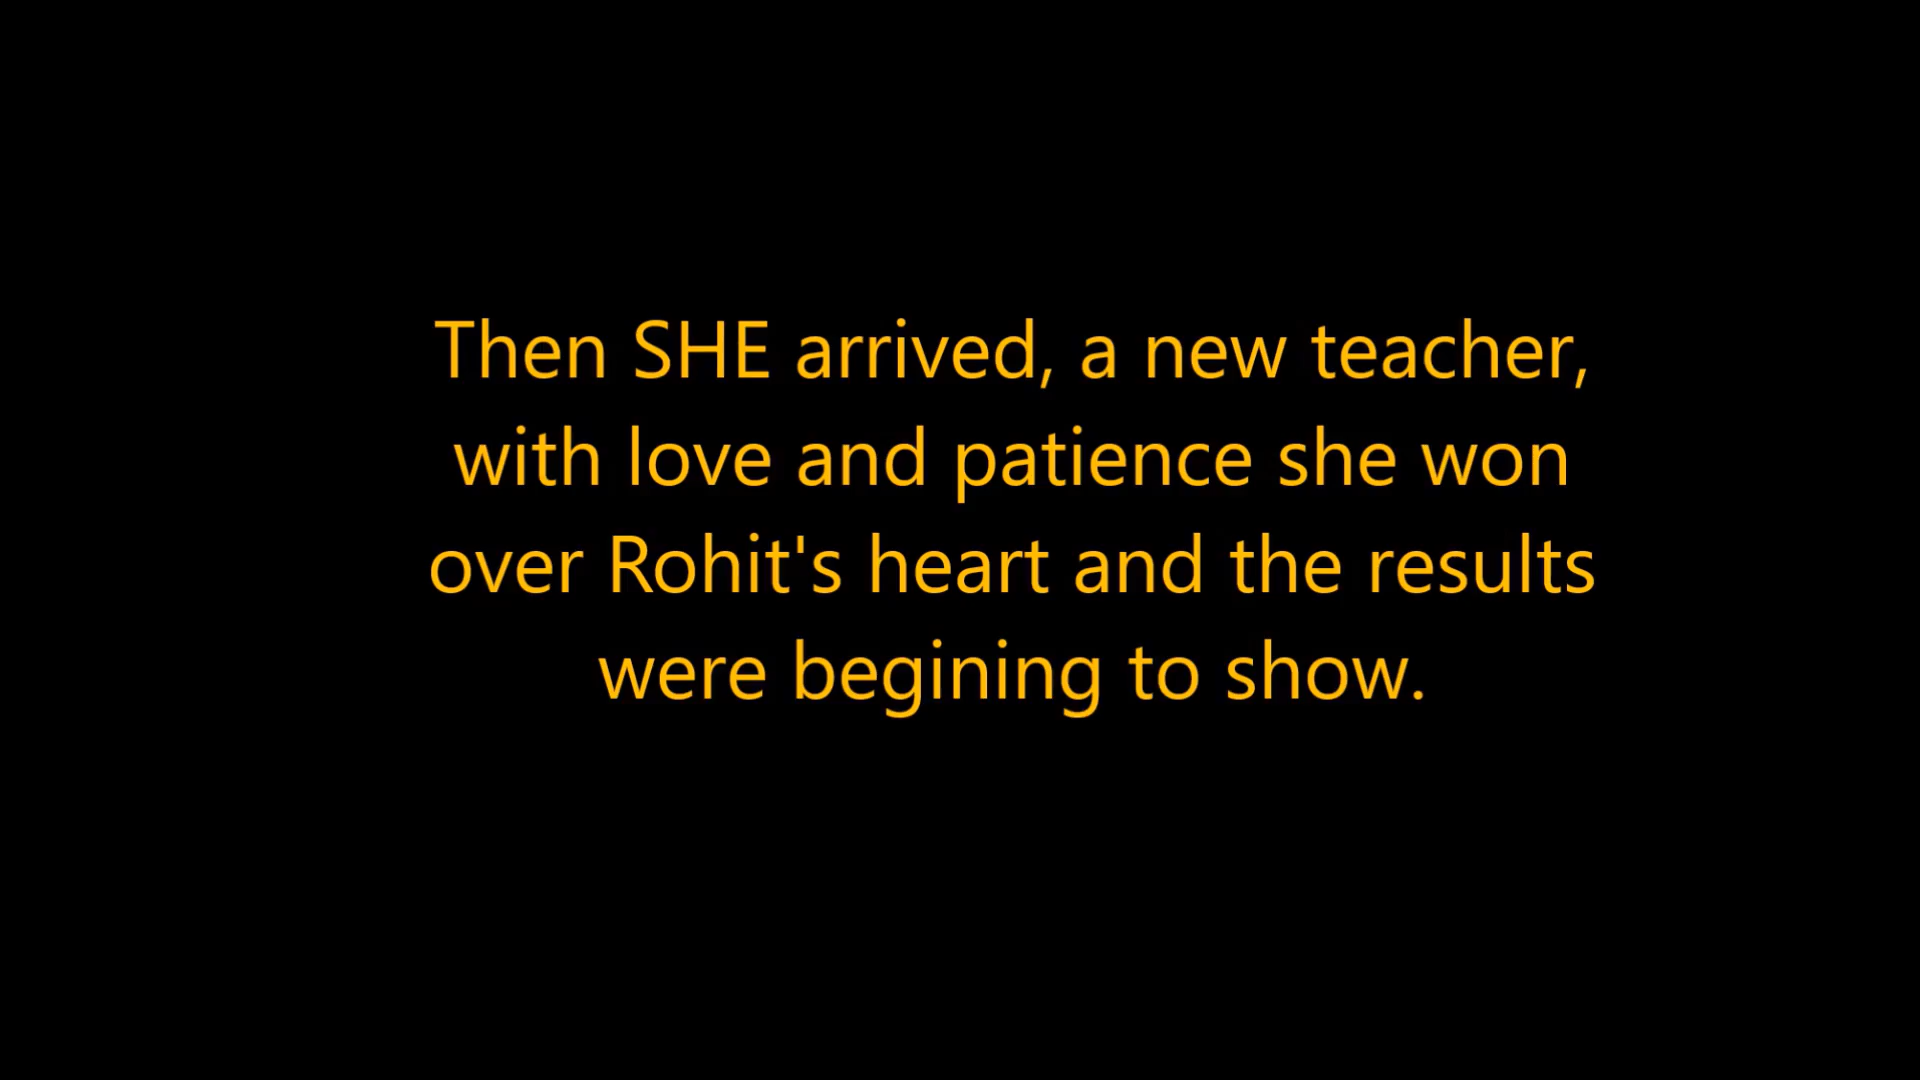 Then SHE arrived, a new teacher,
with love and patience she won
over Rohit's heart and the results
were begining to show.